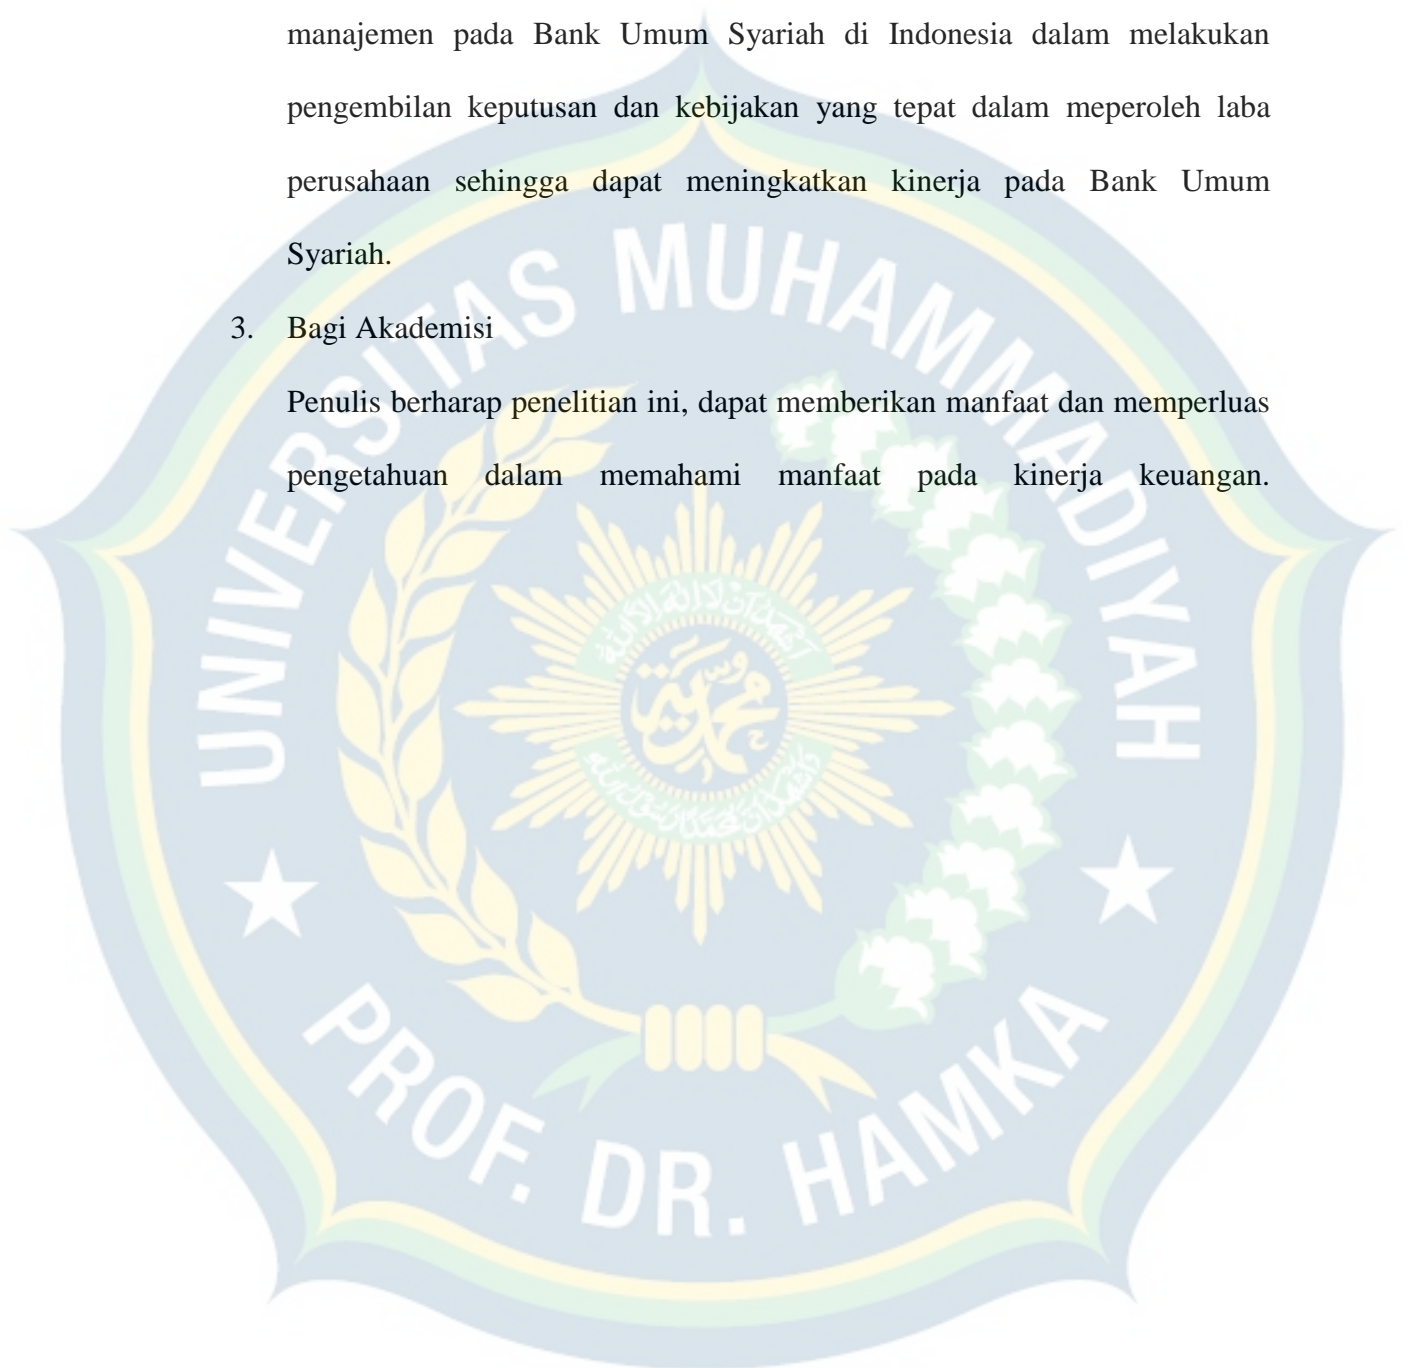 manajemen pada Bank Umum Syariah di Indonesia dalam melakukan
pengembilan keputusan dan kebijakan yang tepat dalam meperoleh laba
perusahaan sehingga dapat meningkatkan kinerja pada Bank Umum
Syariah.
3. Bagi Akademisi
Penulis berharap penelitian ini, dapat memberikan manfaat dan memperluas
pengetahuan dalam memahami manfaat pada kinerja keuangan.
UNIVERSITAS MUHAMMADIYAH
PROF. DR. HAMKA
محمدية